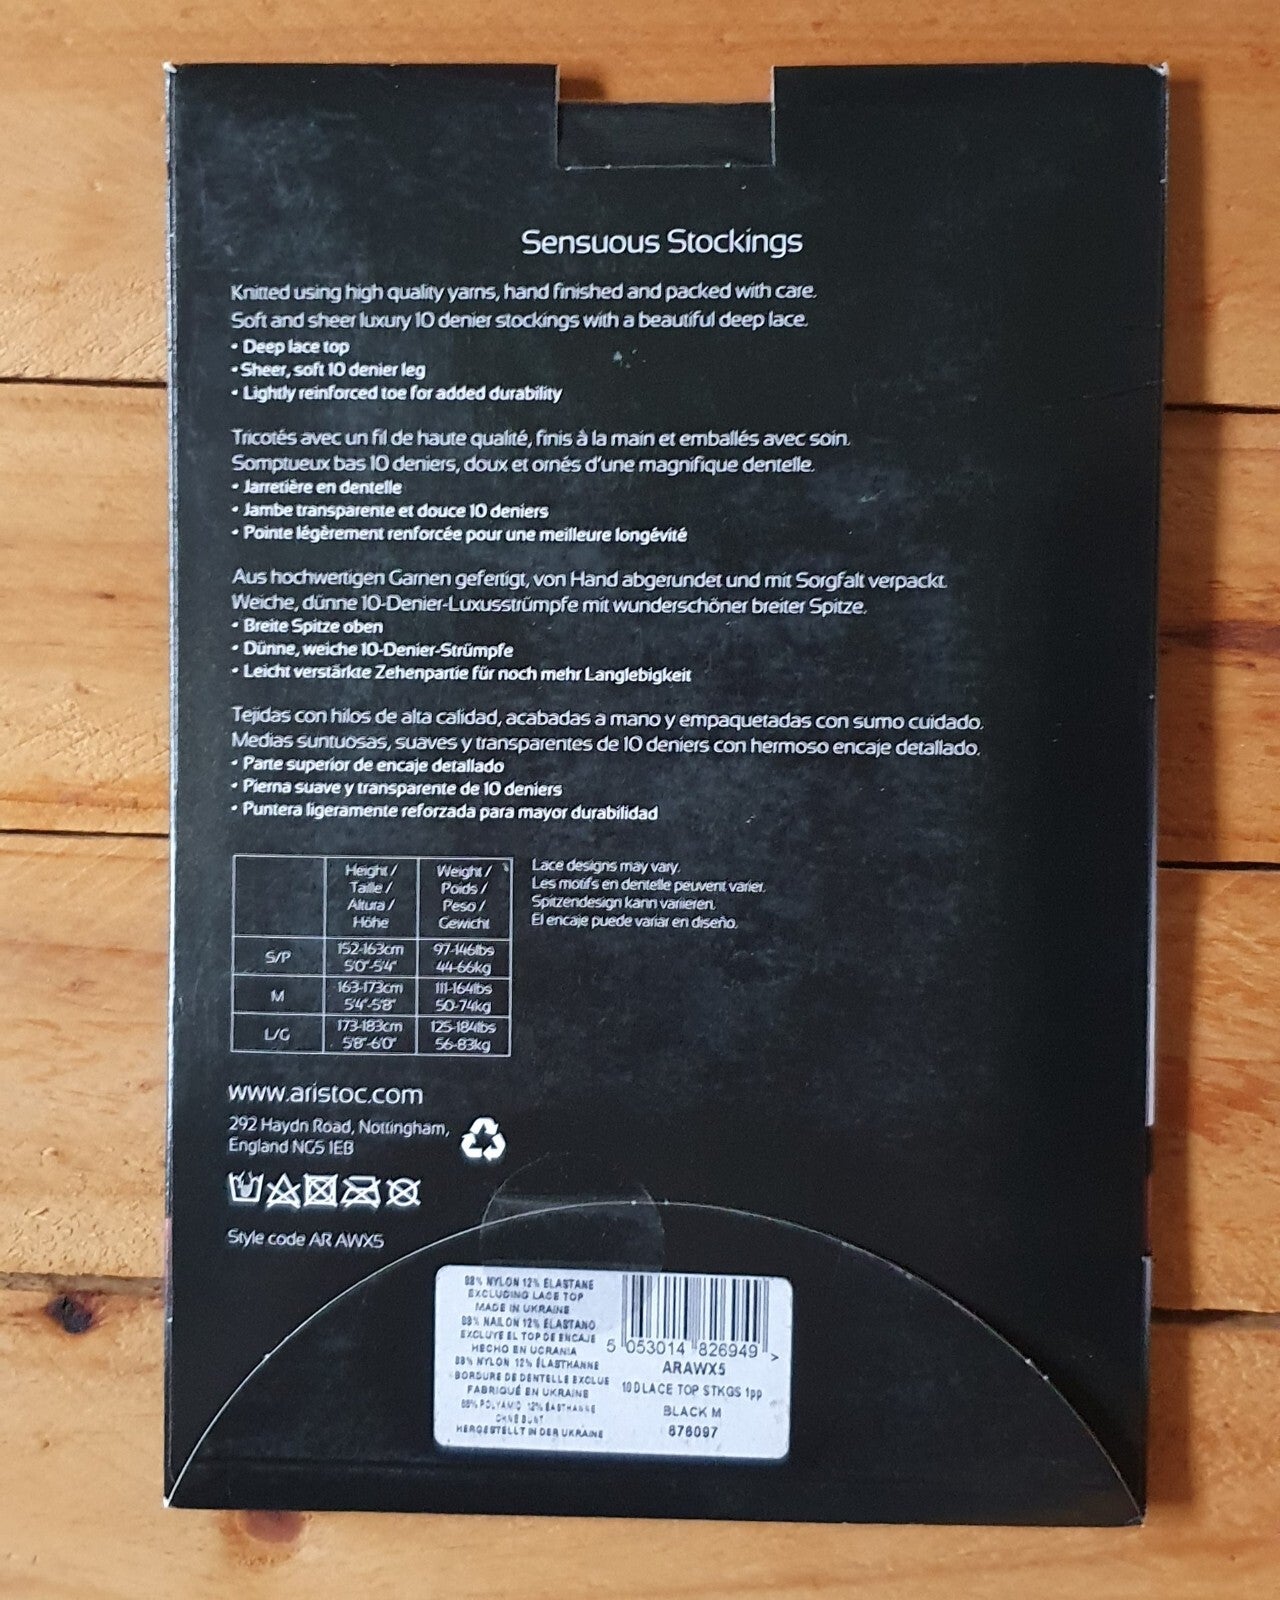 Sensuous Stockings
Knitted using high quality yarns, hand finished and packed with care.
Soft and sheer luxury 10 denier stockings with a beautiful deep lace.
• Deep lace top
• Sheer, soft 10 denier leg
• Lightly reinforced toe for added durability
Tricotés avec un fil de haute qualité, finis à la main et emballés avec soin.
Somptueux bas 10 deniers, doux et ornés d'une magnifique dentelle.
• Jarretière en dentelle
• Jambe transparente et douce 10 deniers
• Pointe légèrement renforcée pour une meilleure longévité
Aus hochwertigen Garnen gefertigt, von Hand abgerundet und mit Sorgfalt verpackt.
Weiche, dünne 10-Denier-Luxusstrümpfe mit wunderschöner breiter Spitze.
• Breite Spitze oben
• Dünne, weiche 10-Denier-Strümpfe
• Leicht verstärkte Zehenpartie für noch mehr Langlebigkeit
Tejidas con hilos de alta calidad, acabadas a mano y empaquetadas con sumo cuidado.
Medias suntuosas, suaves y transparentes de 10 deniers con hermoso encaje detallado.
• Parte superior de encaje detallado
• Pierna suave y transparente de 10 deniers
• Puntera ligeramente reforzada para mayor durabilidad
Height / Weight /
Taille / Poids /
Altura / Peso /
Höhe Gewicht
S/P 152-163cm 97-146lbs
5'0"-5'4" 44-66kg
M 163-173cm 111-164lbs
5'4"-5'8" 50-74kg
L/G 173-183cm 125-184lbs
5'8"-6'0" 56-83kg
Lace designs may vary.
Les motifs en dentelle peuvent varier.
Spitzendesign kann variieren.
El encaje puede variar en diseño.
www.aristoc.com
292 Haydn Road, Nottingham,
England NG5 1EB
Style code AR AWX5
88% NYLON 12% ELASTANE
EXCLUDING LACE TOP
MADE IN UKRAINE
88% NAILON 12% ELASTANO
EXCLUYE EL TOP DE ENCAJE
HECHO EN UCRANIA
88% NYLON 12% ÉLASTHANNE
BORDURE DE DENTELLE EXCLUE
FABRIQUÉ EN UKRAINE
88% POLYAMID 12%
OHNE BUNT
HERGESTELLT IN DER UKRAINE
5 053014 826949 >
ARAWX5
10DLACE TOP STKGS 1pp
BLACK M
876097